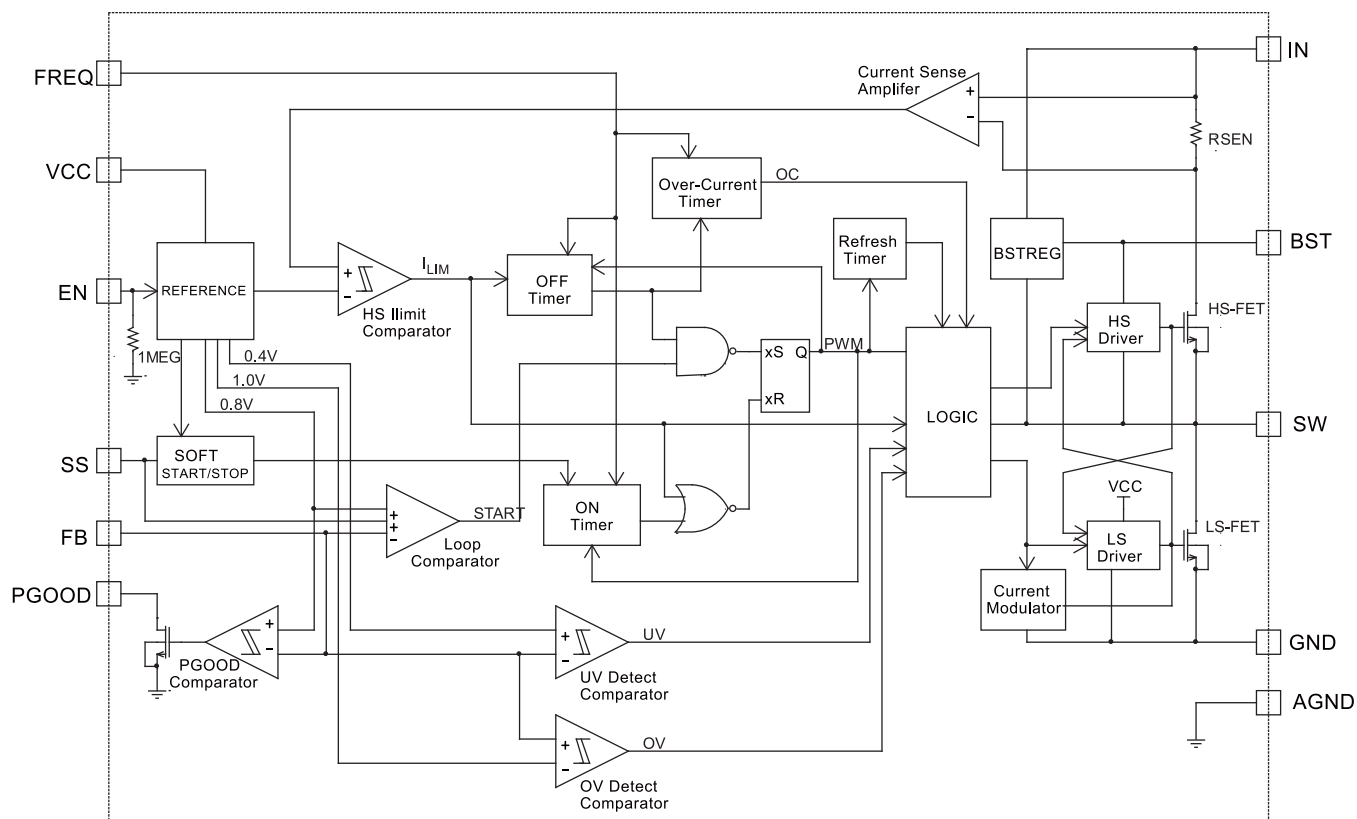 IN
FREQ
Current Sense
Amplifer
+
-
RSEN
VCC
Over-Current
Timer
OC
Refresh
Timer
BSTREG
BST
EN
REFERENCE
+
-
ILIM
OFF
Timer
HS Ilimit
Comparator
HS
Driver
HS-FET
1MEG
0.4V
1.0V
0.8V
xS Q
xR
PWM
LOGIC
SW
SS
SOFT
START/STOP
ON
Timer
VCC
FB
+
+
-
START
Loop
Comparator
LS
Driver
LS-FET
PGOOD
Current
Modulator
+
-
PGOOD
Comparator
+
-
UV
UV Detect
Comparator
GND
AGND
+
-
OV
OV Detect
Comparator